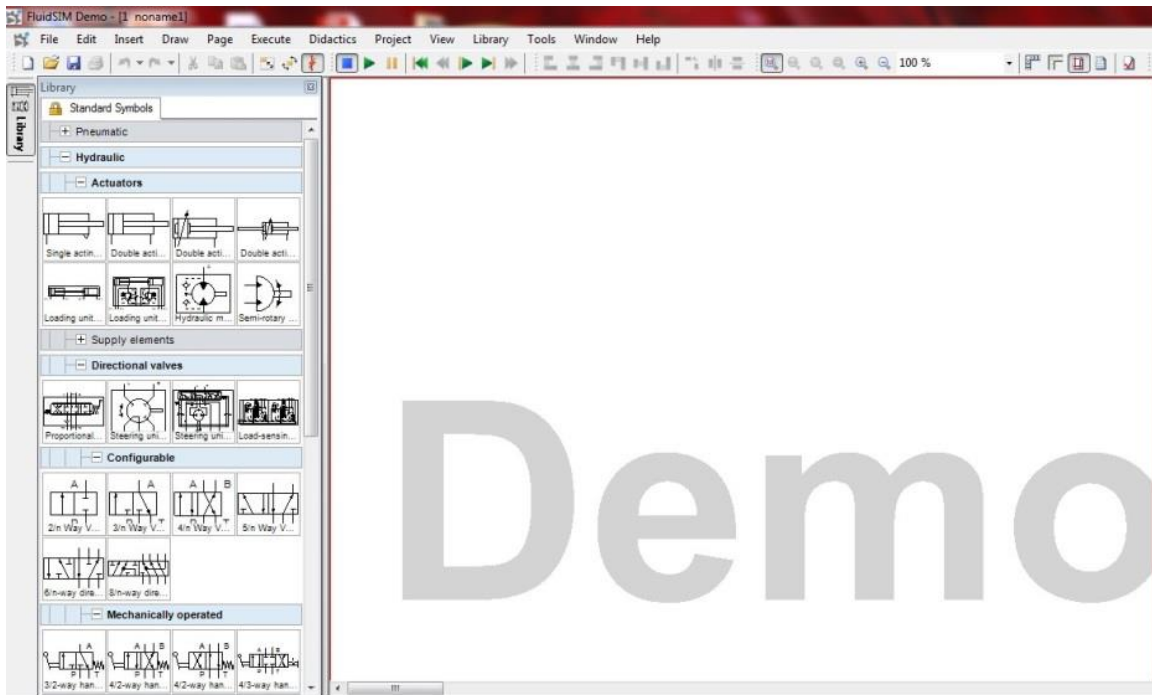 FluidSIM Demo - [1 noname1]
File Edit Insert Draw Page Execute Didactics Project View Library Tools Window Help
100 %
Library
Library
Standard Symbols
Pneumatic
Hydraulic
Actuators
Single actin... Double acti... Double acti... Double acti...
Loading unit... Loading unit... Hydraulic m... Semi-rotary ...
Supply elements
Directional valves
Proportional... Steering uni... Steering uni... Load-sensin...
Configurable
A A A B
2/n Way V... 3/n Way V... 4/n Way V... 5/n Way V...
6/n-way dire... 8/n-way dire...
Mechanically operated
A A B A B
P T P T P T
3/2-way han... 4/2-way han... 4/2-way han... 4/3-way han...
Demo